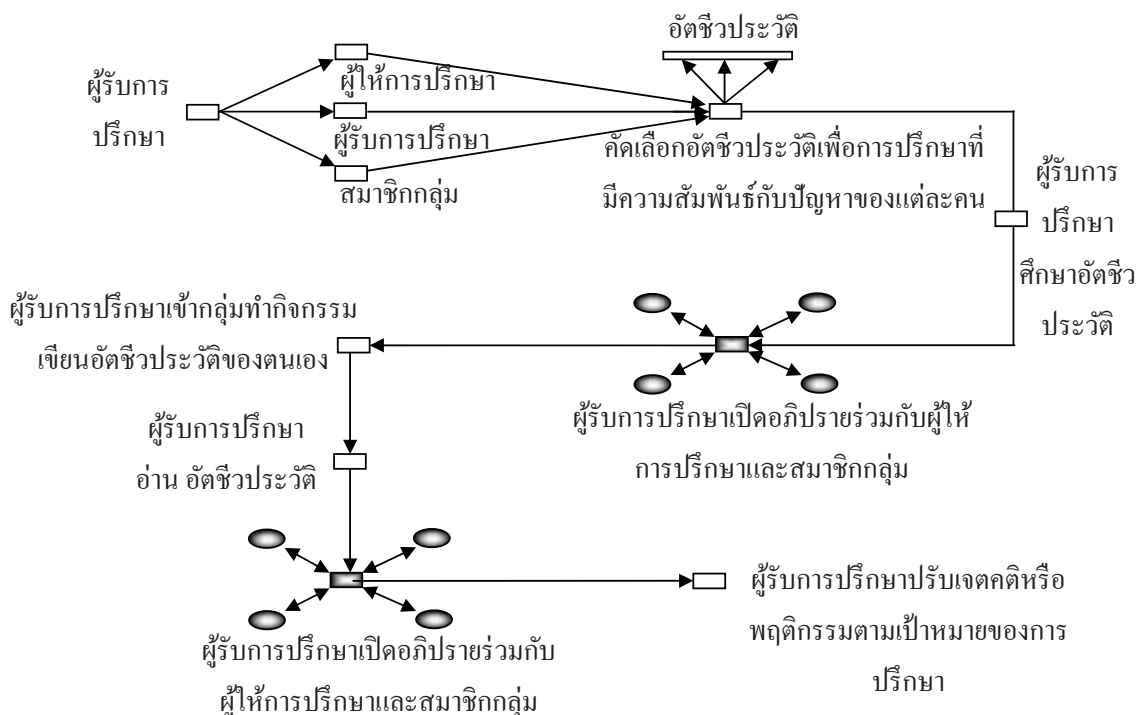 อัตชีวประวัติ
ผู้รับการ
ปรึกษา
ผู้ให้การปรึกษา
ผู้รับการปรึกษา
สมาชิกกลุ่ม
คัดเลือกอัตชีวประวัติเพื่อการปรึกษาที่
มีความสัมพันธ์กับปัญหาของแต่ละคน
ผู้รับการ
ปรึกษา
ศึกษาอัตชีว
ประวัติ
ผู้รับการปรึกษาเปิดอภิปรายร่วมกับผู้ให้
การปรึกษาและสมาชิกกลุ่ม
ผู้รับการปรึกษาเข้ากลุ่มทำกิจกรรม
เขียนอัตชีวประวัติของตนเอง
ผู้รับการปรึกษา
อ่าน อัตชีวประวัติ
ผู้รับการปรึกษาเปิดอภิปรายร่วมกับ
ผู้ให้การปรึกษาและสมาชิกกลุ่ม
ผู้รับการปรึกษาปรับเจตคติหรือ
พฤติกรรมตามเป้าหมายของการ
ปรึกษา